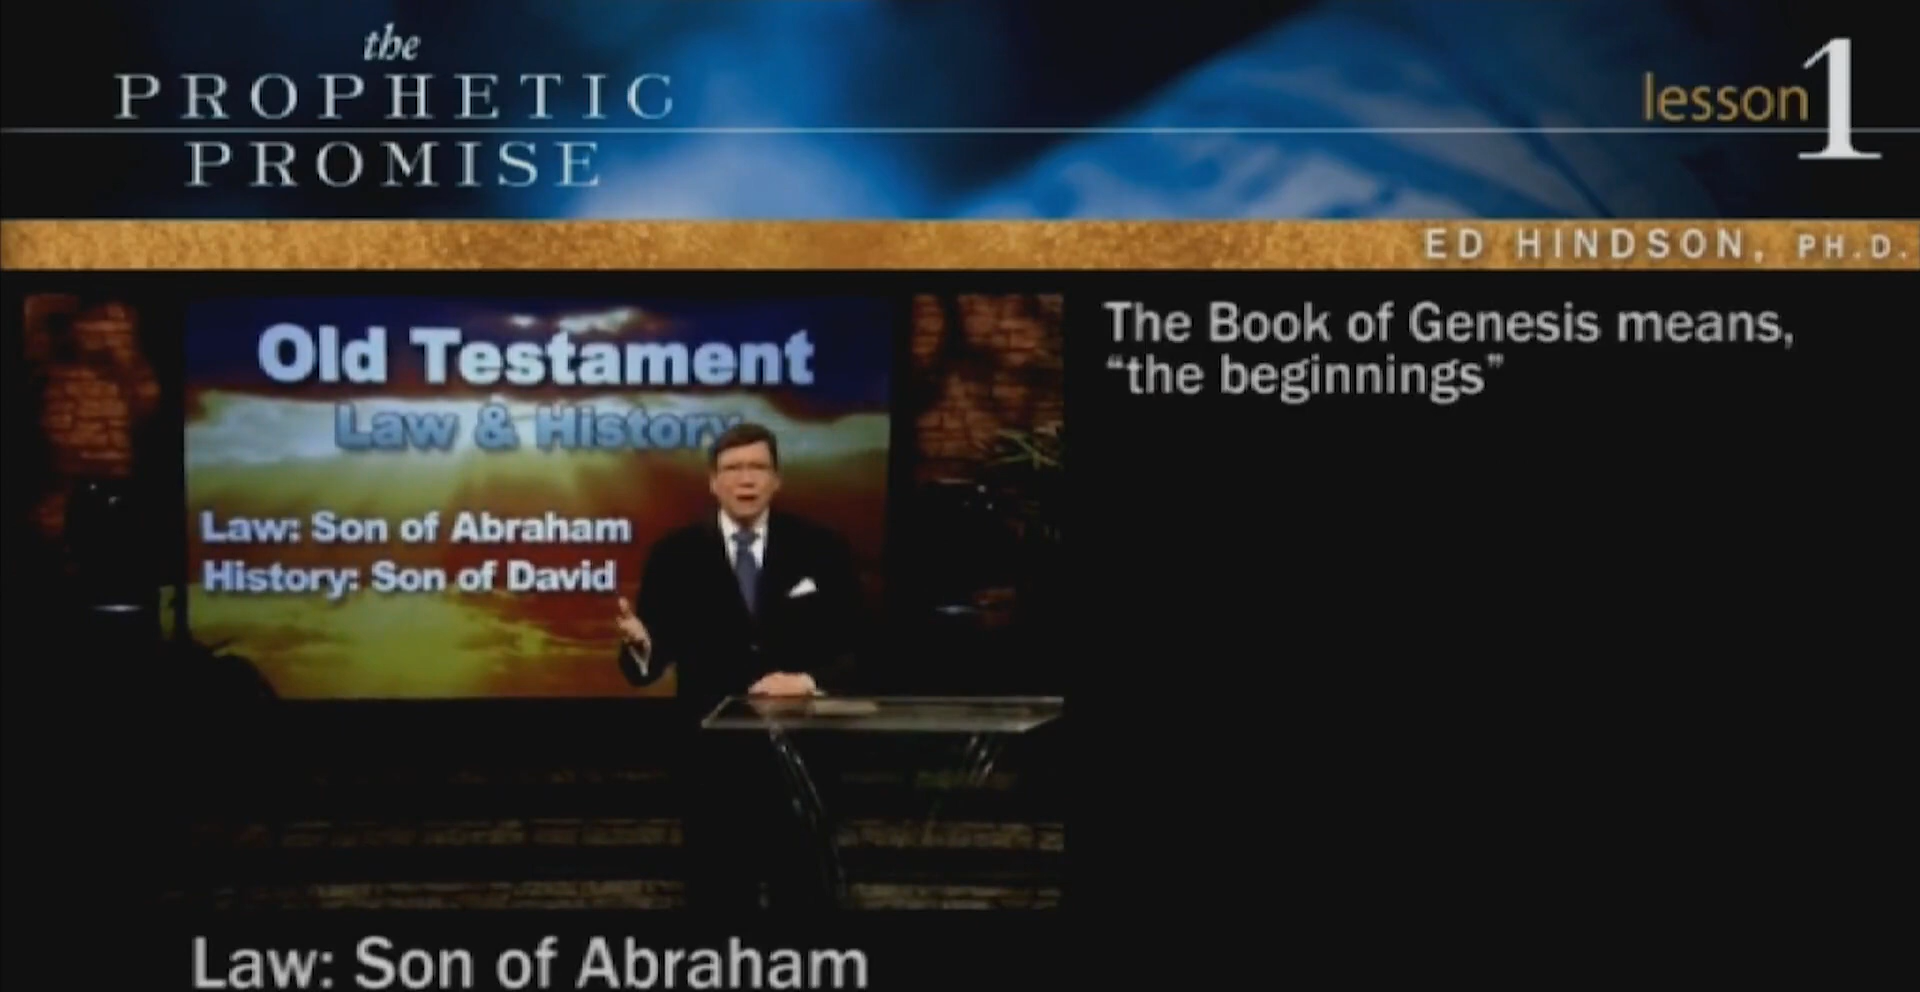 the
PROPHETIC
PROMISE
lesson 1
ED HINDSON, PH.D.
Old Testament
Law & History
Law: Son of Abraham
History: Son of David
The Book of Genesis means,
“the beginnings”
Law: Son of Abraham